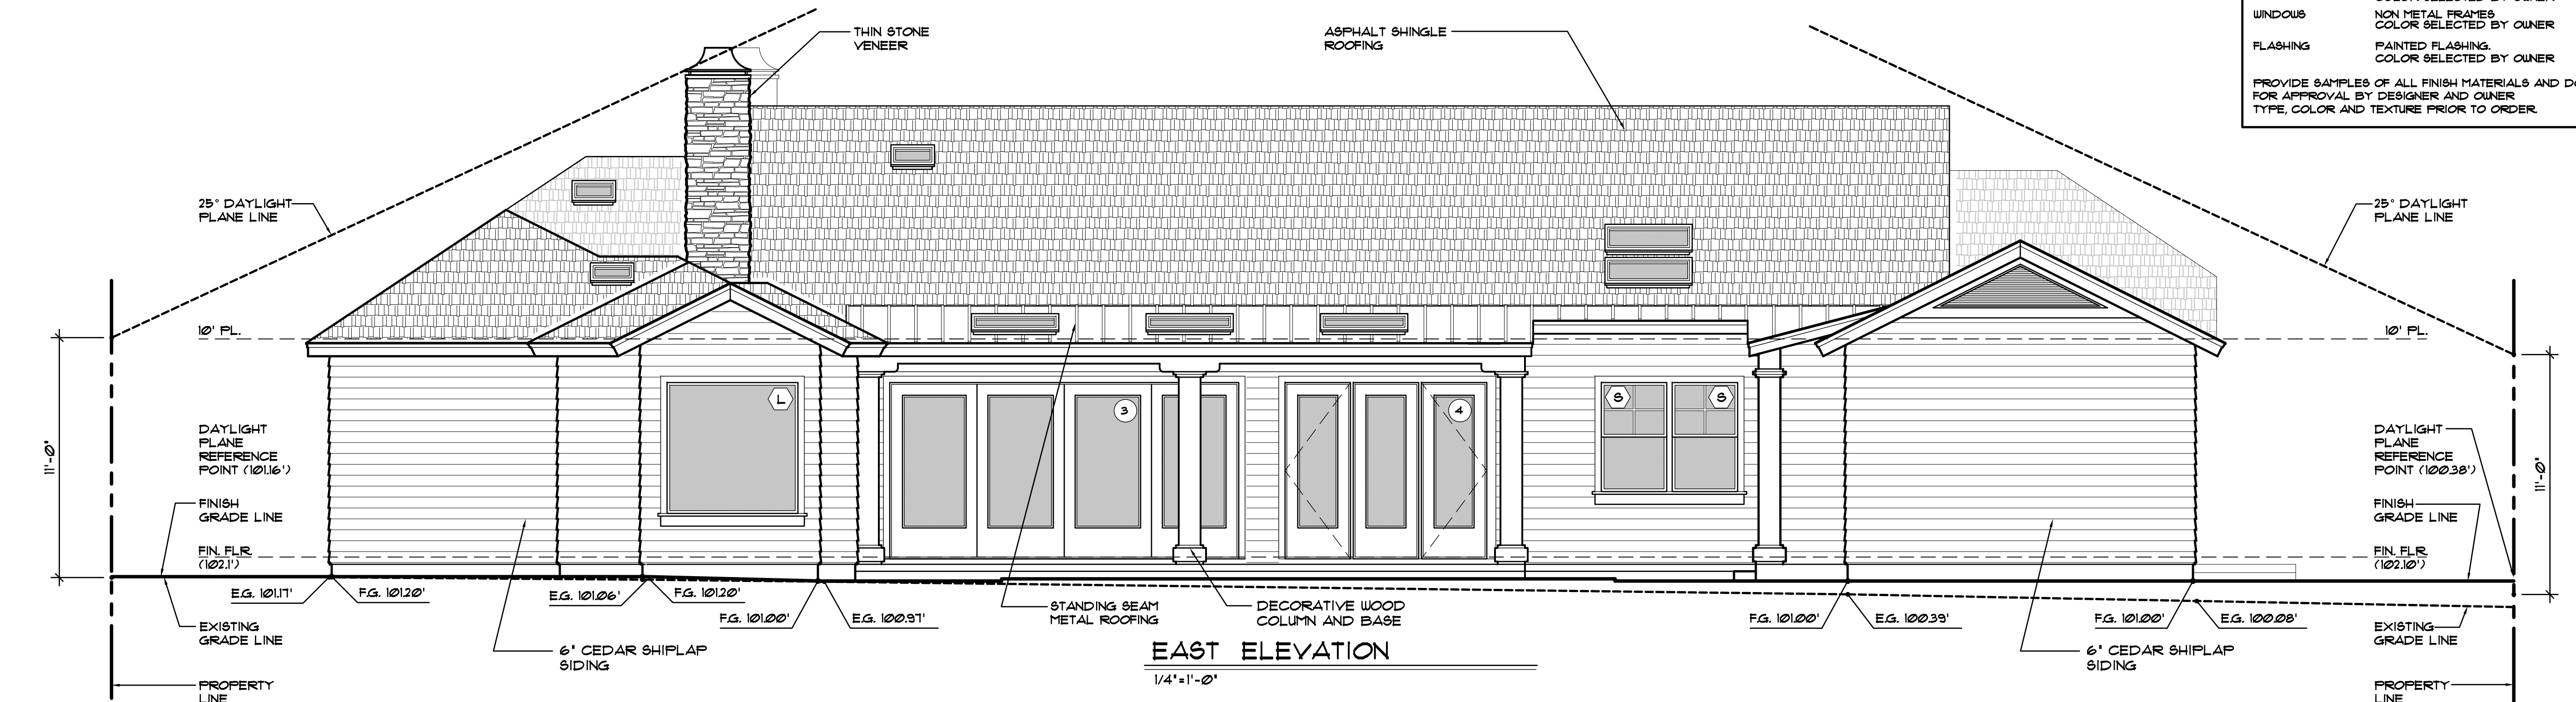 COLOR SELECTED BY OWNER
WINDOWS NON METAL FRAMES
COLOR SELECTED BY OWNER
FLASHING PAINTED FLASHING.
COLOR SELECTED BY OWNER
PROVIDE SAMPLES OF ALL FINISH MATERIALS AND
FOR APPROVAL BY DESIGNER AND OWNER
TYPE, COLOR AND TEXTURE PRIOR TO ORDER.
THIN STONE
VENEER
ASPHALT SHINGLE
ROOFING
25° DAYLIGHT
PLANE LINE
25° DAYLIGHT
PLANE LINE
10' PL.
10' PL.
L
3
4
S
S
11'-0"
DAYLIGHT
PLANE
REFERENCE
POINT (101.16')
FINISH
GRADE LINE
FIN. FLR.
(102.1')
DAYLIGHT
PLANE
REFERENCE
POINT (100.38')
11'-0"
FINISH
GRADE LINE
FIN. FLR.
(102.10')
E.G. 101.17'
F.G. 101.20'
E.G. 101.06'
F.G. 101.20'
F.G. 101.00'
E.G. 100.97'
STANDING SEAM
METAL ROOFING
DECORATIVE WOOD
COLUMN AND BASE
F.G. 101.00'
E.G. 100.39'
F.G. 101.00'
E.G. 100.08'
EXISTING
GRADE LINE
6" CEDAR SHIPLAP
SIDING
EAST ELEVATION
1/4"=1'-0"
6" CEDAR SHIPLAP
SIDING
EXISTING
GRADE LINE
PROPERTY
LINE
PROPERTY
LINE